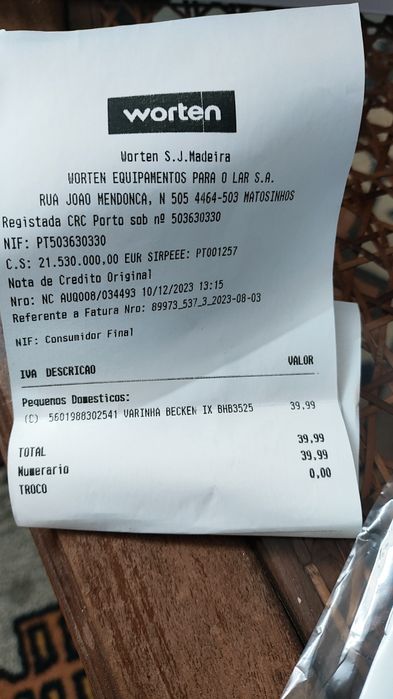 worten
Worten S.J.Madeira
WORTEN EQUIPAMENTOS PARA O LAR S.A.
RUA JOAO MENDONCA, N 505 4464-503 MATOSINHOS
Registada CRC Porto sob nº 503630330
NIF: PT503630330
C.S: 21.530.000,00 EUR SIRPEEE: PT001257
Nota de Credito Original
Nro: NC AUQ008/034493 10/12/2023 13:15
Referente a Fatura Nro: 89973_537_3_2023-08-03
NIF: Consumidor Final
IVA DESCRICAO VALOR
Pequenos Domesticos:
(C) 5601988302541 VARINHA BECKEN IX BHB3525 39.99
TOTAL 39,99
Numerario 39,99
TROCO 0,00